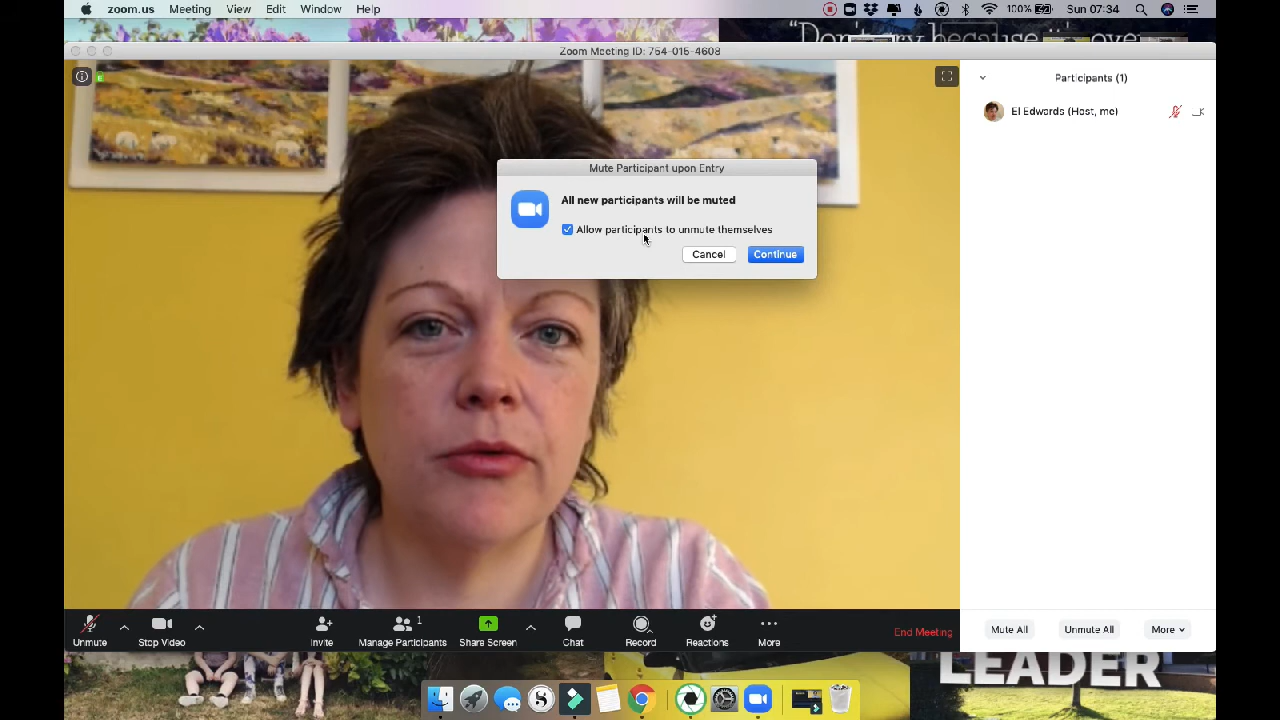 zoom.us Meeting View Edit Window Help 100% Sun 07:34
Zoom Meeting ID: 764-015-4608
Participants (1)
El Edwards (Host, me)
Mute Participant upon Entry
All new participants will be muted
Allow participants to unmute themselves
Cancel Continue
1
Unmute Stop Video Invite Manage Participants Share Screen Chat Record Reactions More End Meeting
Mute All Unmute All More
LEADER